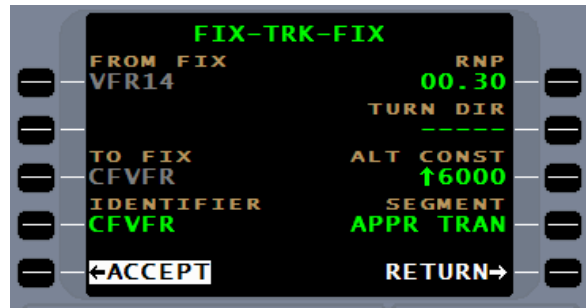 FIX-TRK-FIX
FROM FIX RNP
VFR14 00.30
TURN DIR
-----
TO FIX ALT CONST
CFVFR ↑6000
IDENTIFIER SEGMENT
CFVFR APPR TRAN
←ACCEPT RETURN→